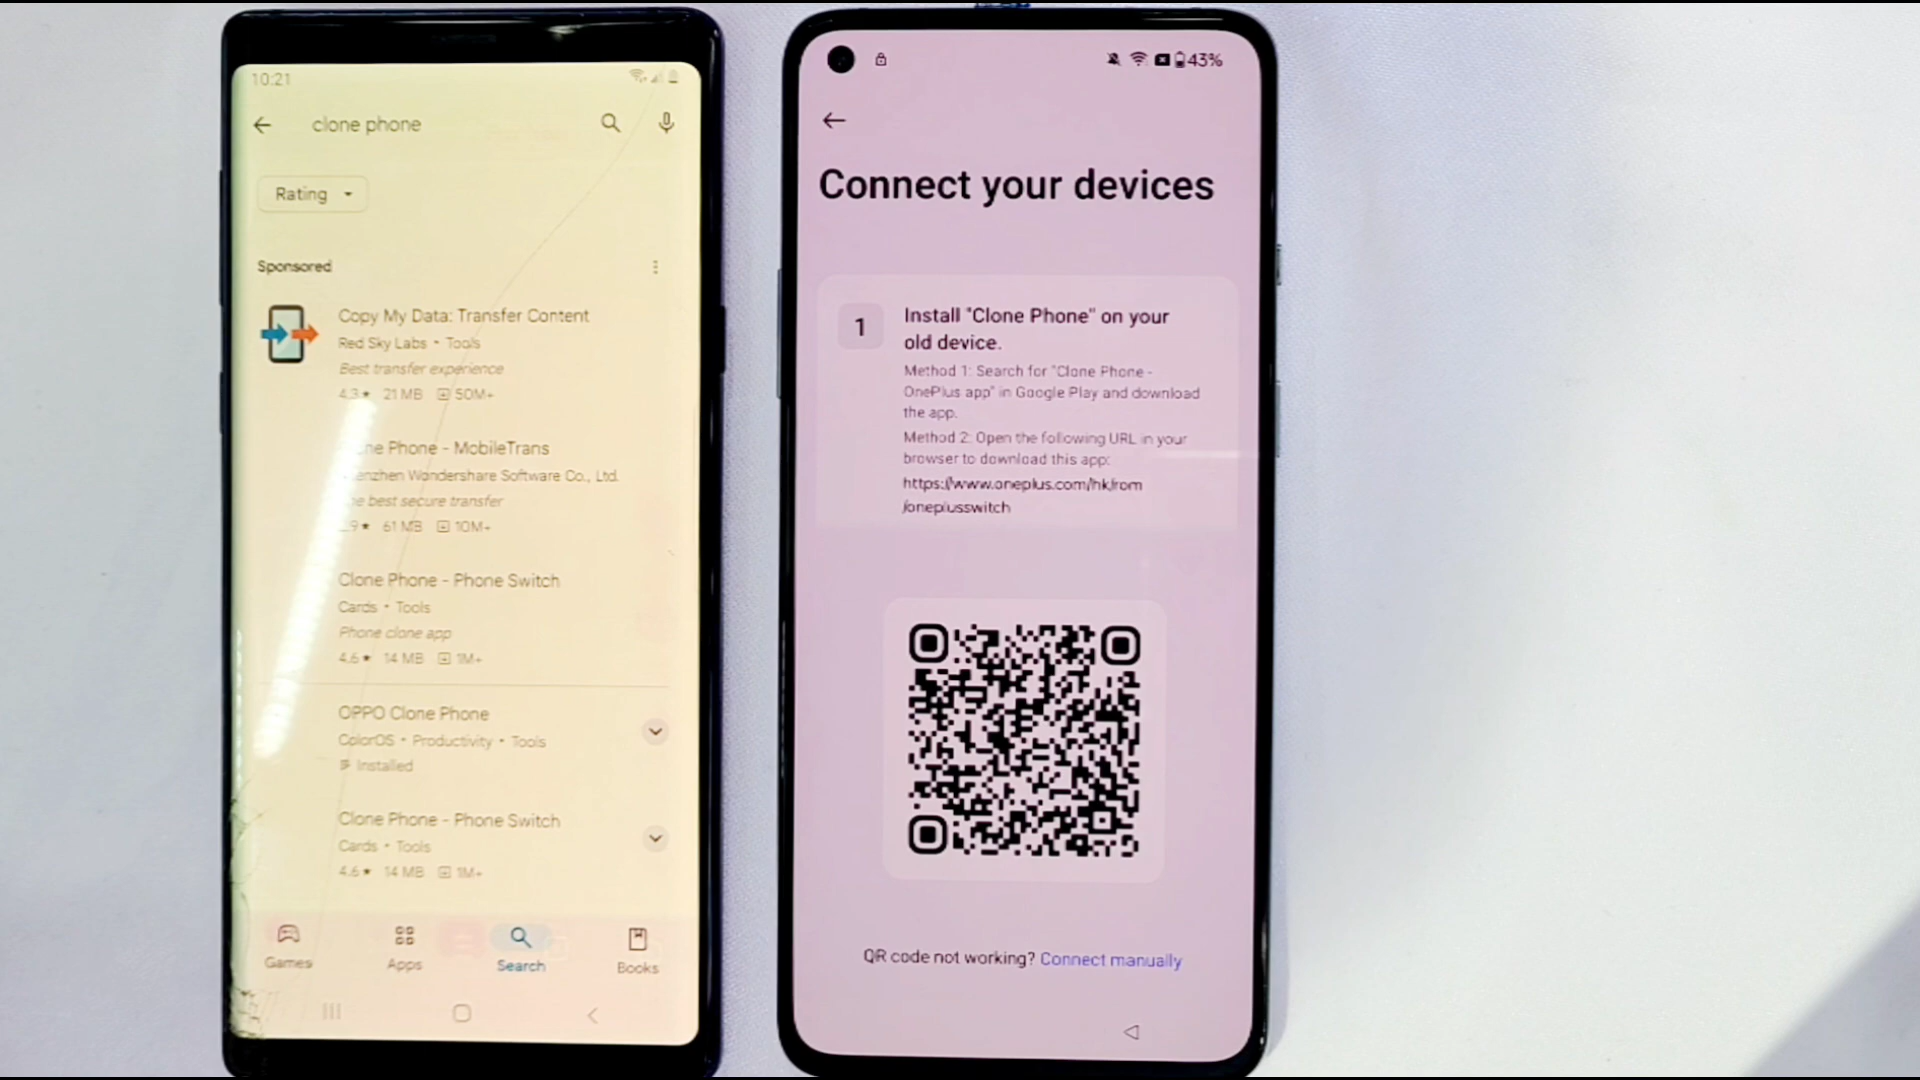 10:21
clone phone
Rating
Sponsored
Copy My Data: Transfer Content
Red Sky Labs • Tools
Best transfer experience
4.3★ 21 MB 50M+
Phone - MobileTrans
Wondershare Software Co., Ltd.
best secure transfer
61 MB 10M+
Clone Phone - Phone Switch
Cards • Tools
Phone clone app
4.6★ 14 MB 1M+
OPPO Clone Phone
ColorOS • Productivity • Tools
Installed
Clone Phone - Phone Switch
Cards • Tools
4.6★ 14 MB 1M+
Games
Apps
Search
Books
43%
Connect your devices
1
Install "Clone Phone" on your
old device.
Method 1: Search for "Clone Phone -
OnePlus app" in Google Play and download
the app.
Method 2: Open the following URL in your
browser to download this app:
https://www.oneplus.com/hk/rom
/oneplusswitch
QR code not working? Connect manually